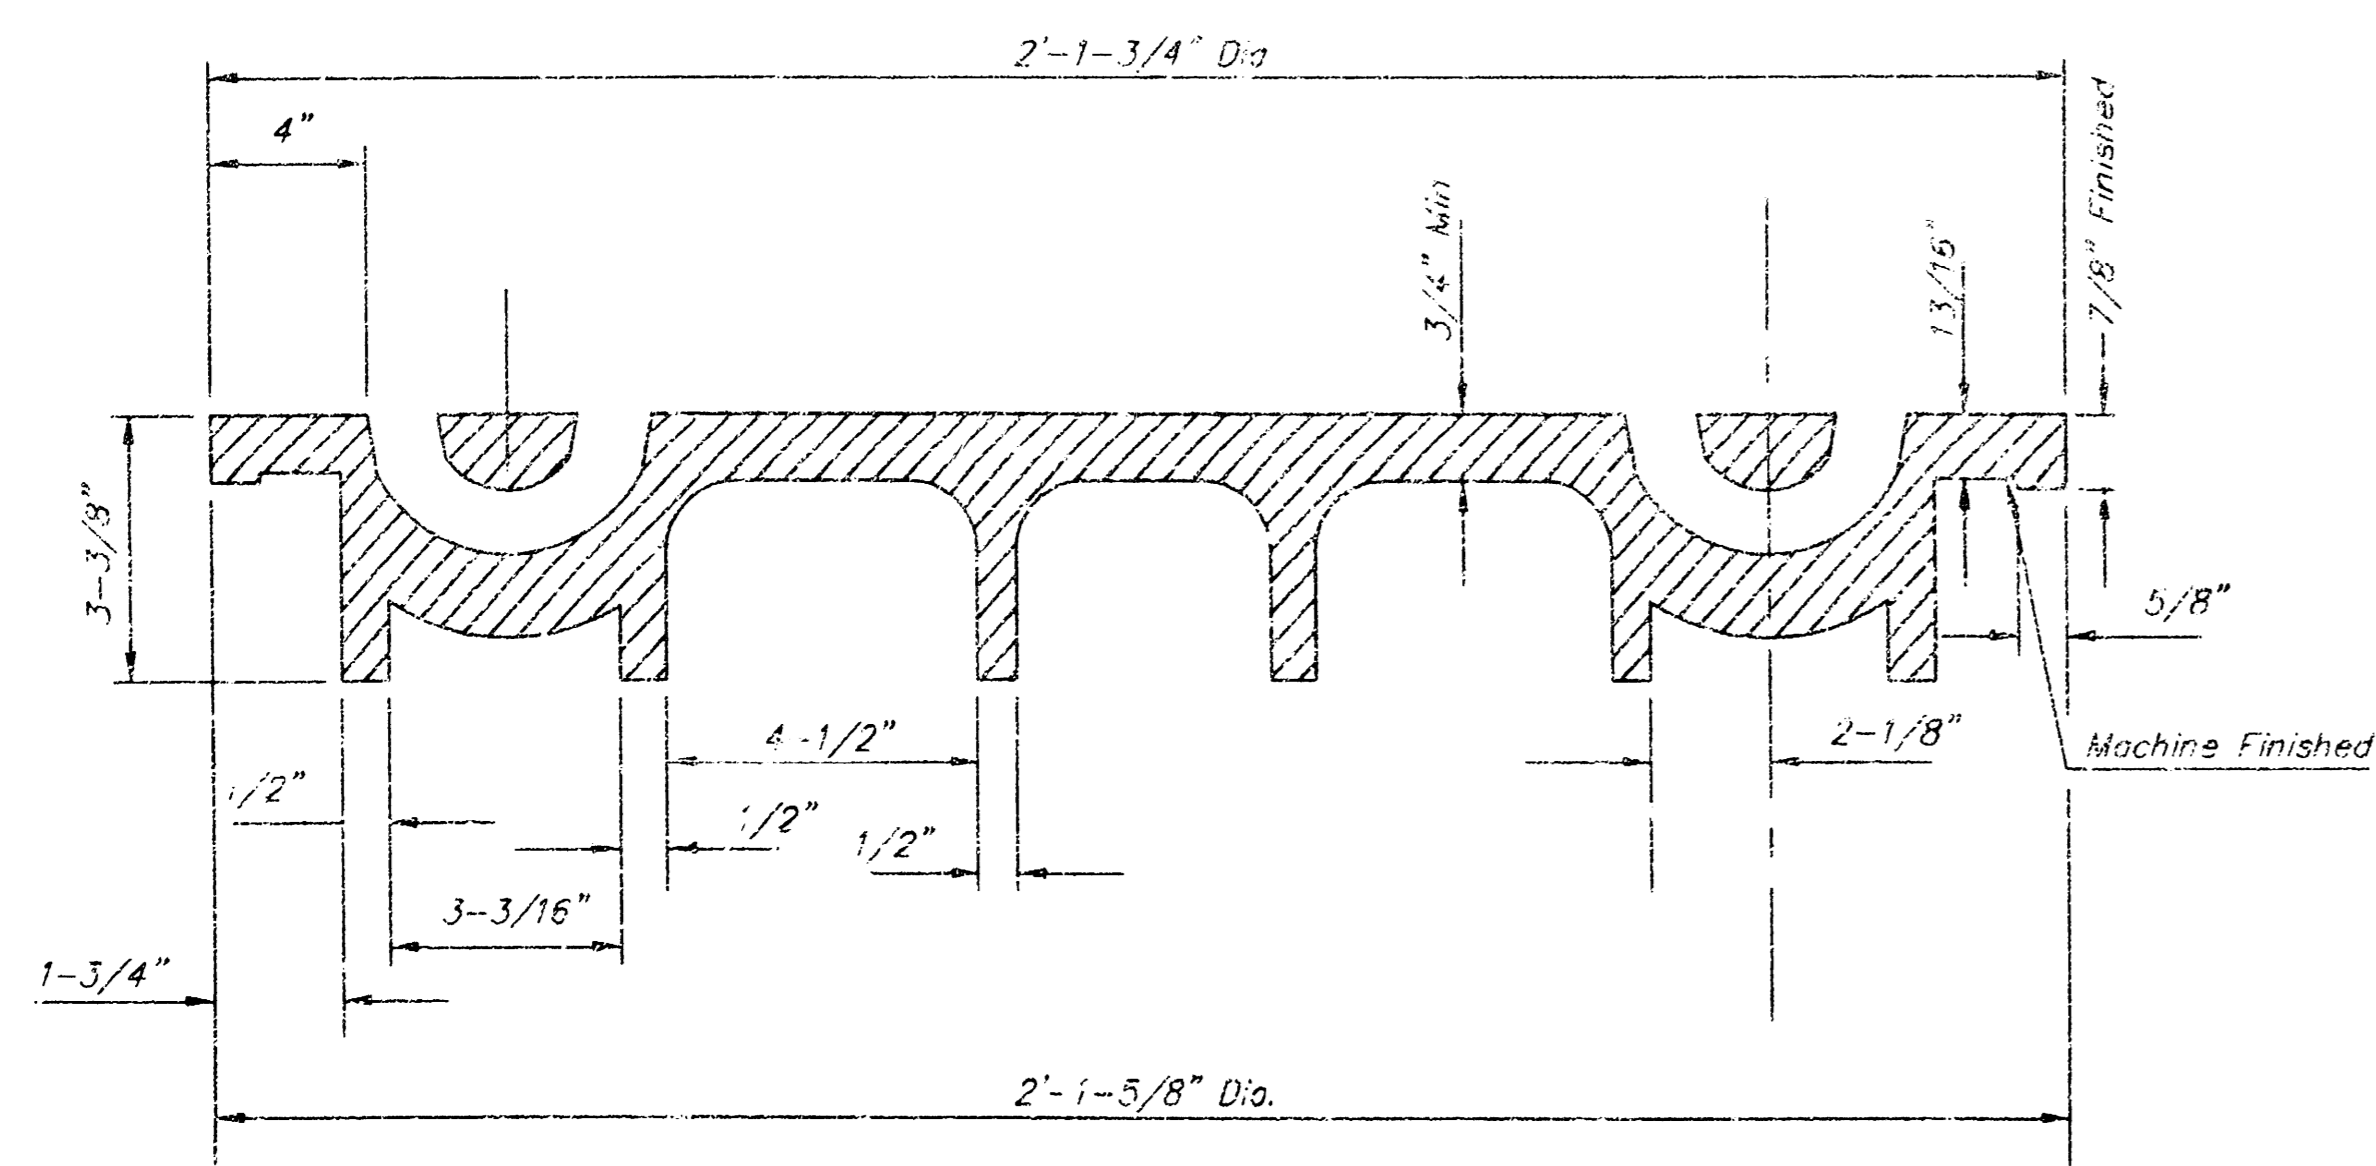 2'-1-3/4" Dia
4"
7/8" Finished
3/4" Min
13/16"
3-3/8"
5/8"
4-1/2"
2-1/8"
Machine Finished
1/2"
1/2"
1/2"
3-3/16"
1-3/4"
2'-1-5/8" Dia.